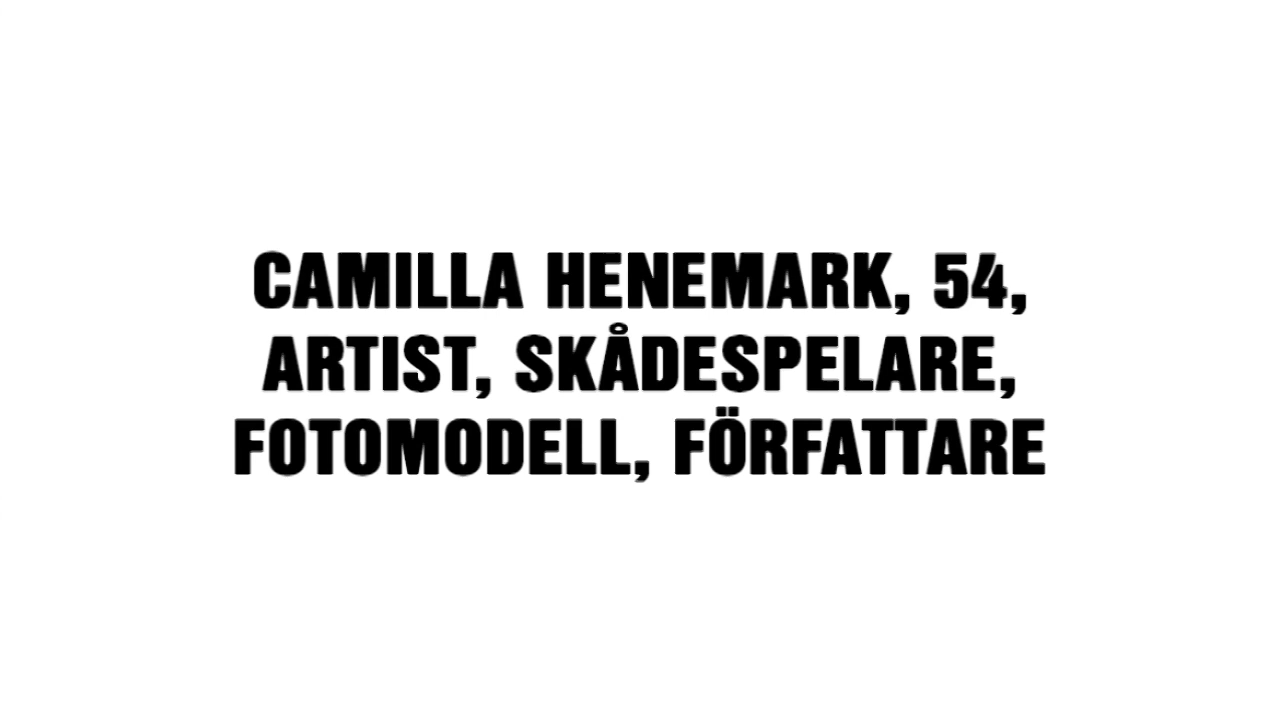 CAMILLA HENEMARK, 54,
ARTIST, SKÅDESPELARE,
FOTOMODELL, FÖRFATTARE